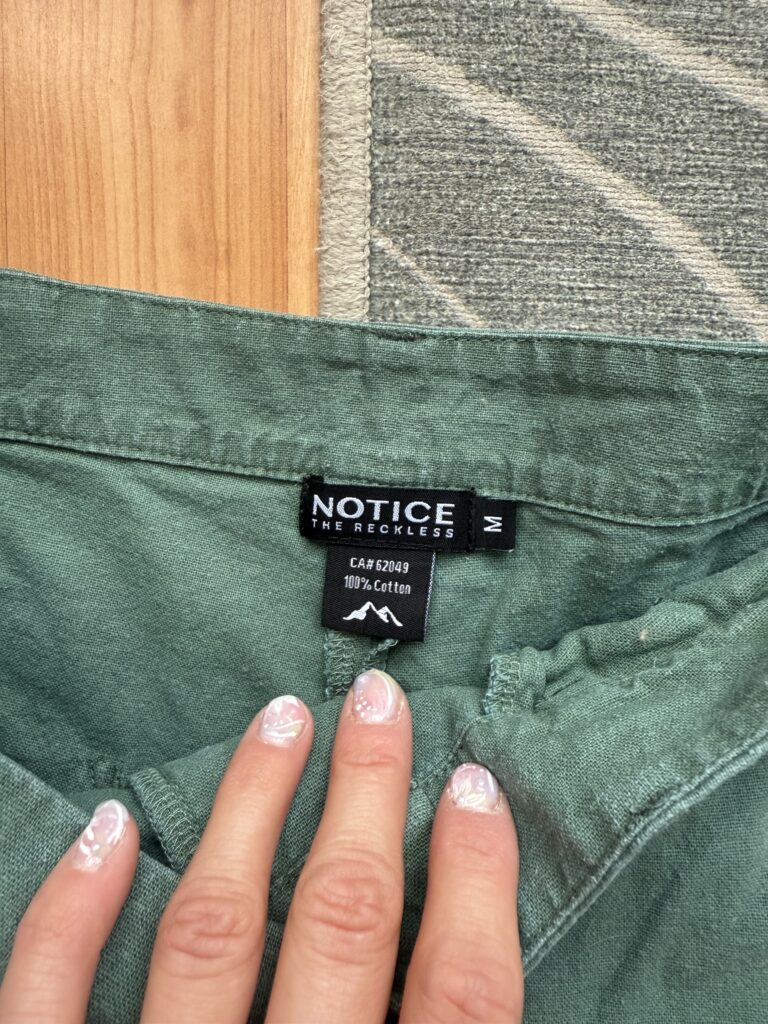 NOTICE
THE RECKLESS
M
CA#62049
100% Cotton